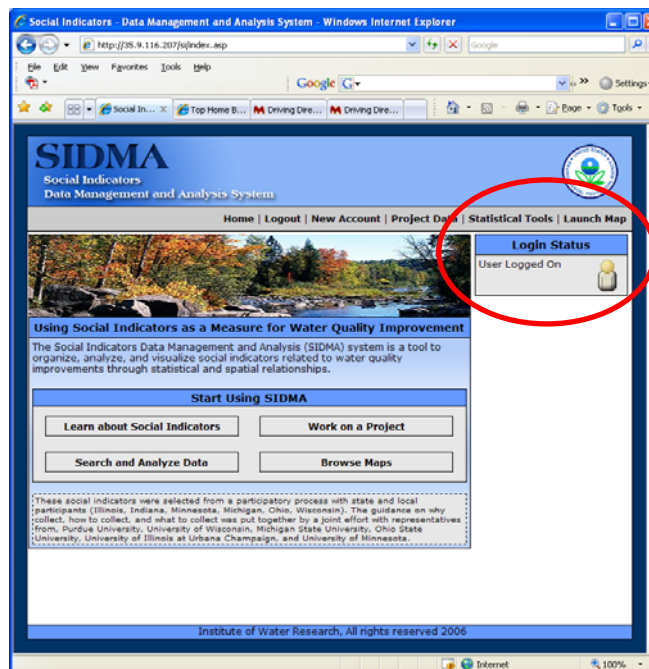 Social Indicators - Data Management and Analysis System - Windows Internet Explorer
http://35.9.116.207/si/index.asp
Google
File Edit View Favorites Tools Help
Google G
Settings
Social In... Top Home B... Driving Dire... Driving Dire... Page Tools
SIDMA
Social Indicators
Data Management and Analysis System
Home | Logout | New Account | Project Data | Statistical Tools | Launch Map
Login Status
User Logged On
Using Social Indicators as a Measure for Water Quality Improvement
The Social Indicators Data Management and Analysis (SIDMA) system is a tool to
organize, analyze, and visualize social indicators related to water quality
improvements through statistical and spatial relationships.
Start Using SIDMA
Learn about Social Indicators Work on a Project
Search and Analyze Data Browse Maps
These social indicators were selected from a participatory process with state and local
participants (Illinois, Indiana, Minnesota, Michigan, Ohio, Wisconsin). The guidance on why
collect, how to collect, and what to collect was put together by a joint effort with representatives
from, Purdue University, University of Wisconsin, Michigan State University, Ohio State
University, University of Illinois at Urbana Champaign, and University of Minnesota.
Institute of Water Research, All rights reserved 2006
Internet 100%